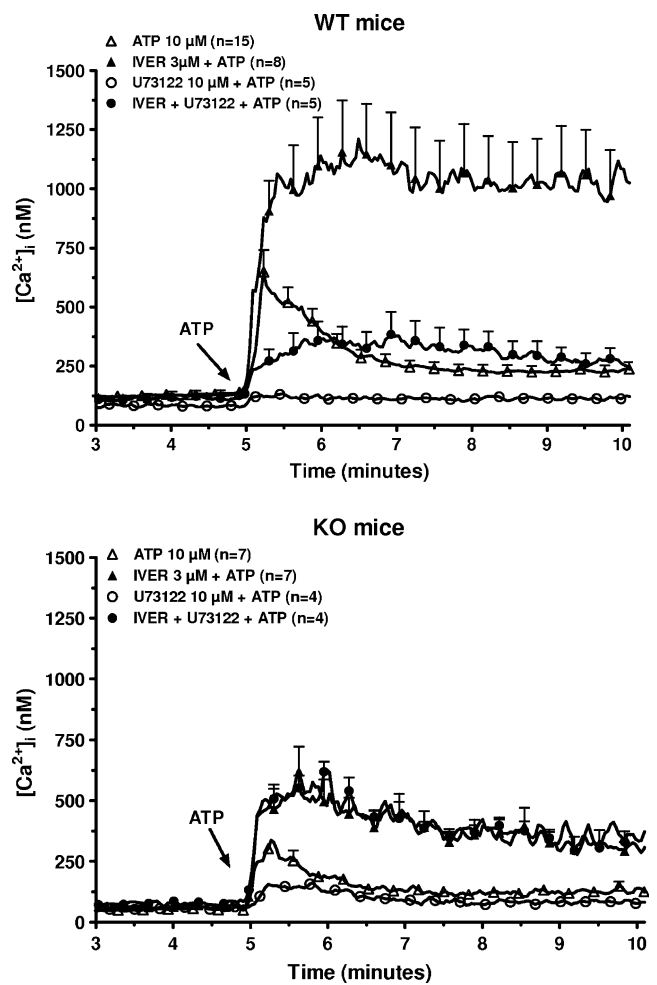 WT mice
ATP 10 µM (n=15)
IVER 3µM + ATP (n=8)
U73122 10 µM + ATP (n=5)
IVER + U73122 + ATP (n=5)
1500
1250
1000
750
500
250
0
[Ca2+]i (nM)
ATP
3 4 5 6 7 8 9 10
Time (minutes)
KO mice
ATP 10 µM (n=7)
IVER 3 µM + ATP (n=7)
U73122 10 µM + ATP (n=4)
IVER + U73122 + ATP (n=4)
1500
1250
1000
750
500
250
0
[Ca2+]i (nM)
ATP
3 4 5 6 7 8 9 10
Time (minutes)